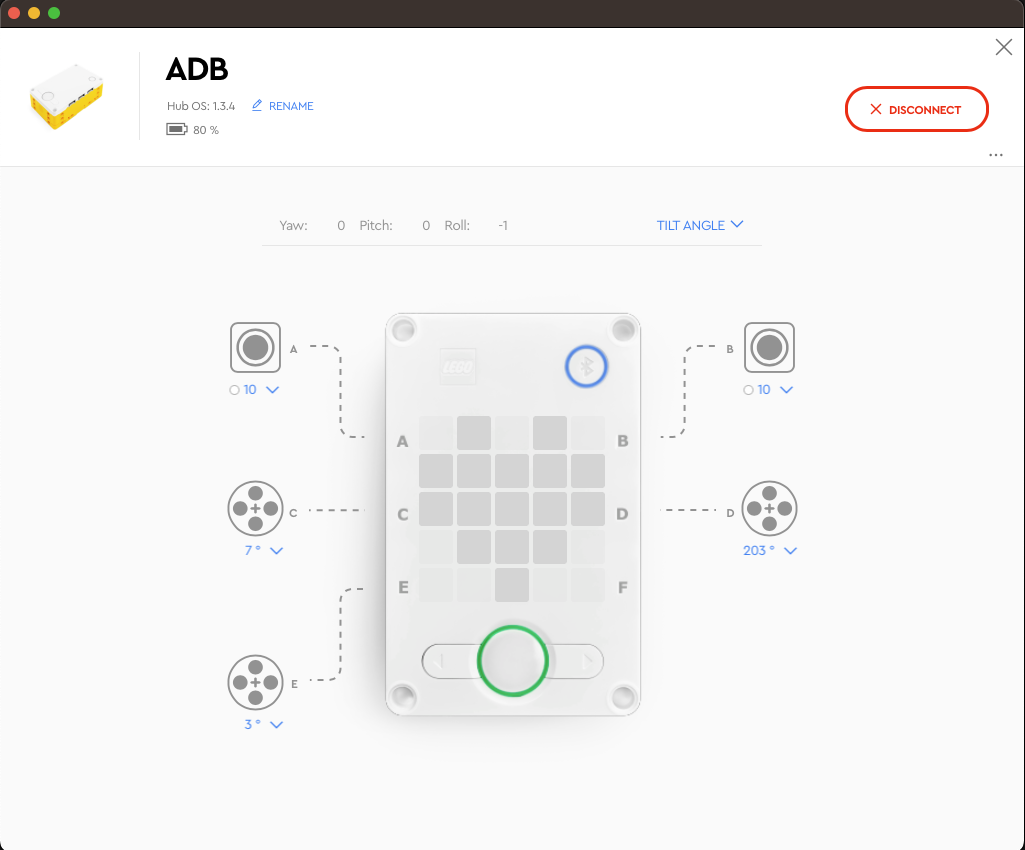 ADB
Hub OS: 1.3.4 RENAME
80 %
DISCONNECT
...
Yaw: 0 Pitch: 0 Roll: -1 TILT ANGLE
A B
LEGO
10 10
A B
C D
C D
7 ° 203 °
E F
E
3 °